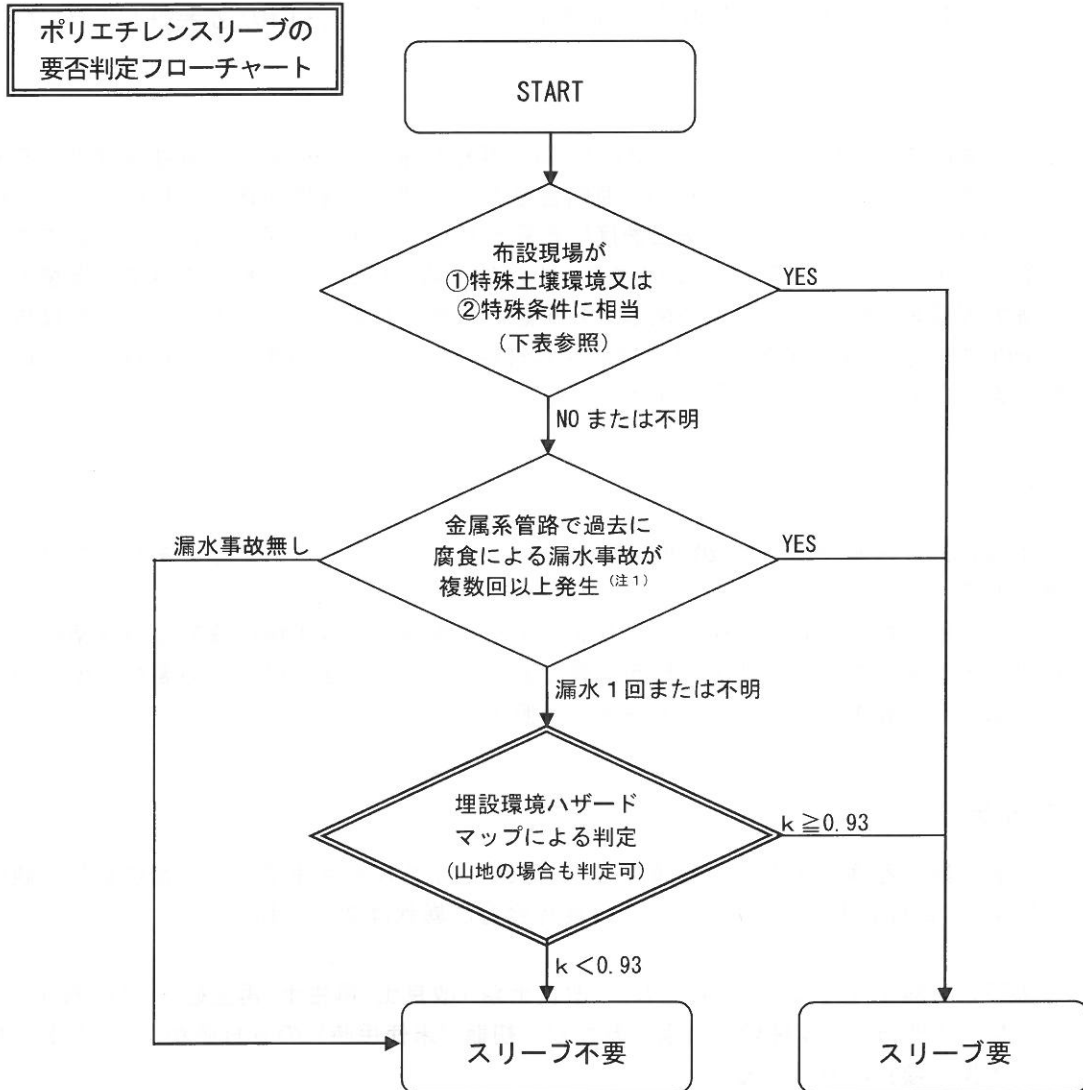 ポリエチレンスリーブの
要否判定フローチャート
START
布設現場が
①特殊土壌環境又は
②特殊条件に相当
（下表参照）
YES
NO または不明
金属系管路で過去に
腐食による漏水事故が
複数回以上発生（注1）
漏水事故無し
YES
漏水１回または不明
埋設環境ハザード
マップによる判定
（山地の場合も判定可）
ｋ≧0.93
ｋ＜0.93
スリーブ不要
スリーブ要